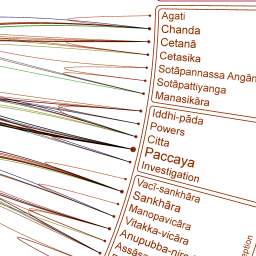 Agati
Chanda
Cetanā
Cetasika
Sotāpannassa
Sotāpattiyanga
Manasikāra
Iddhi-pāda
Powers
Citta
Paccaya
Investigation
Vacī-sankhāra
Sankhāra
Manopavicāra
Vitakka-vicāra